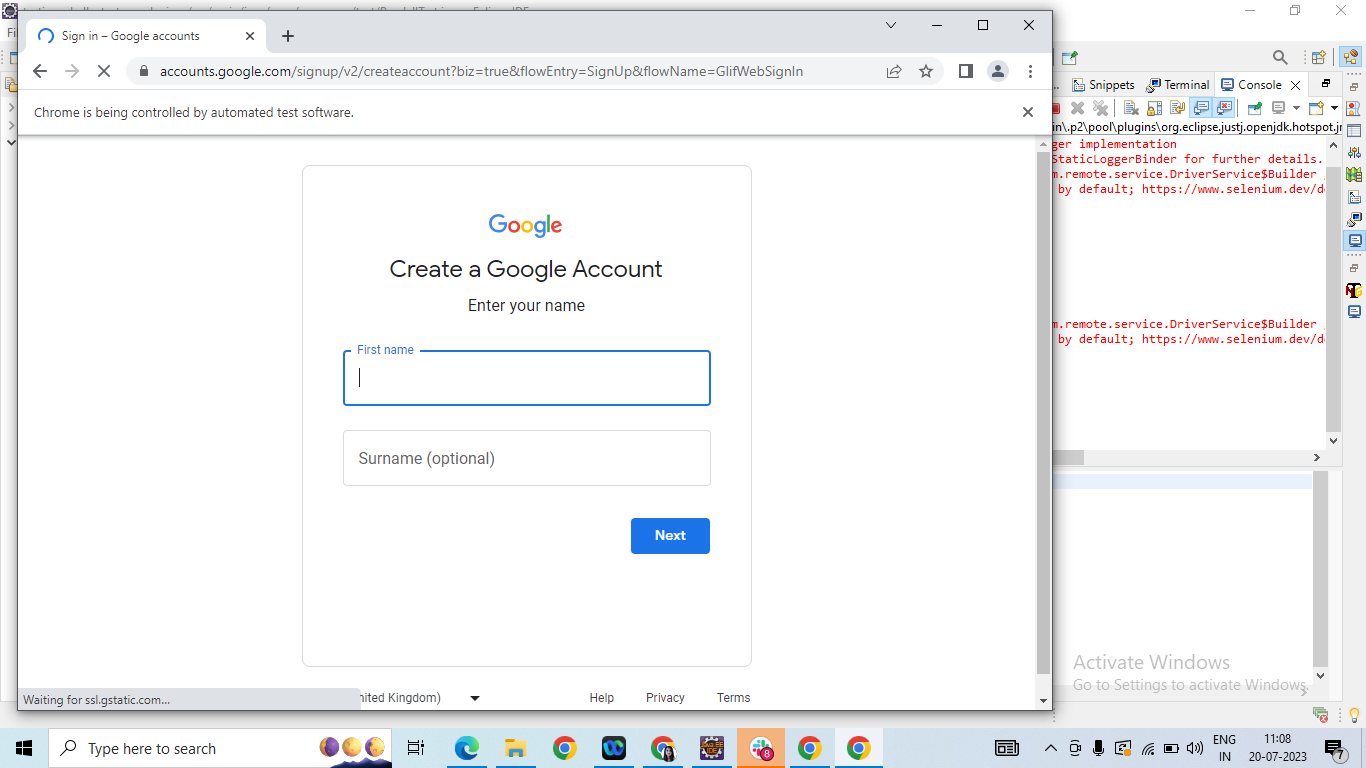 Sign in – Google accounts
accounts.google.com/signup/v2/createaccount?biz=true&flowEntry=SignUp&flowName=GlifWebSignIn
Chrome is being controlled by automated test software.
Google
Create a Google Account
Enter your name
First name
Surname (optional)
Next
nited Kingdom)
Help
Privacy
Terms
Waiting for ssl.gstatic.com...
Snippets
Terminal
Console
in\.p2\pool\plugins\org.eclipse.justj.openjdk.hotspot.jr
ger implementation
StaticLoggerBinder for further details.
m.remote.service.DriverService$Builder
by default; https://www.selenium.dev/d
m.remote.service.DriverService$Builder
by default; https://www.selenium.dev/d
Activate Windows
Go to Settings to activate Windows.
Type here to search
8
ENG
IN
11:08
20-07-2023
7